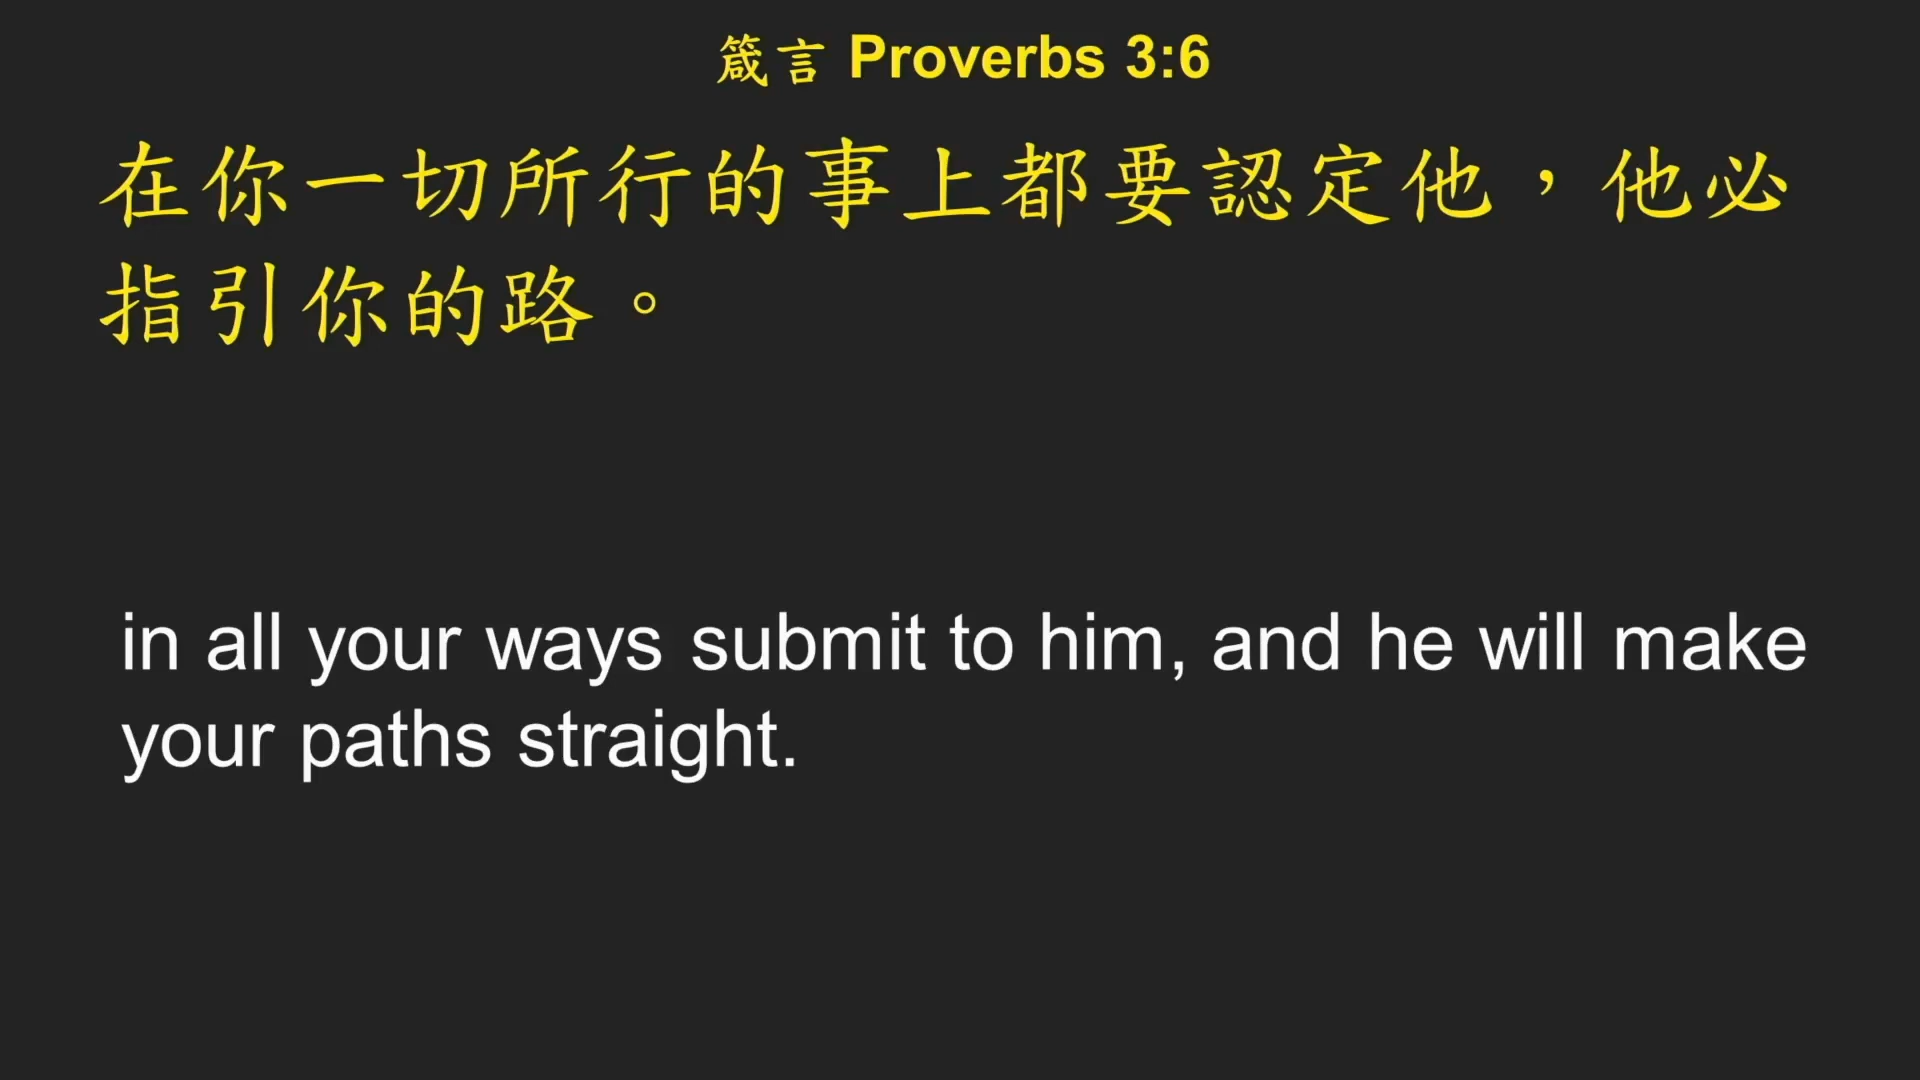 箴言 Proverbs 3:6
在你一切所行的事上都要認定他，他必
指引你的路。
in all your ways submit to him, and he will make
your paths straight.